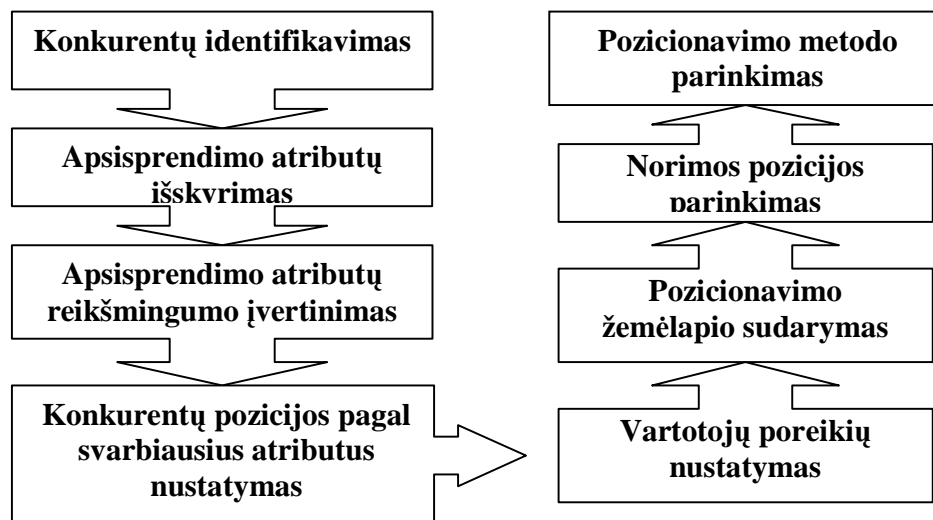 Konkurentų identifikavimas
Apsisprendimo atributų
išskyrimas
Apsisprendimo atributų
reikšmingumo įvertinimas
Konkurentų pozicijos pagal
svarbiausius atributus
nustatymas
Vartotojų poreikių
nustatymas
Pozicionavimo
žemėlapio sudarymas
Norimos pozicijos
parinkimas
Pozicionavimo metodo
parinkimas